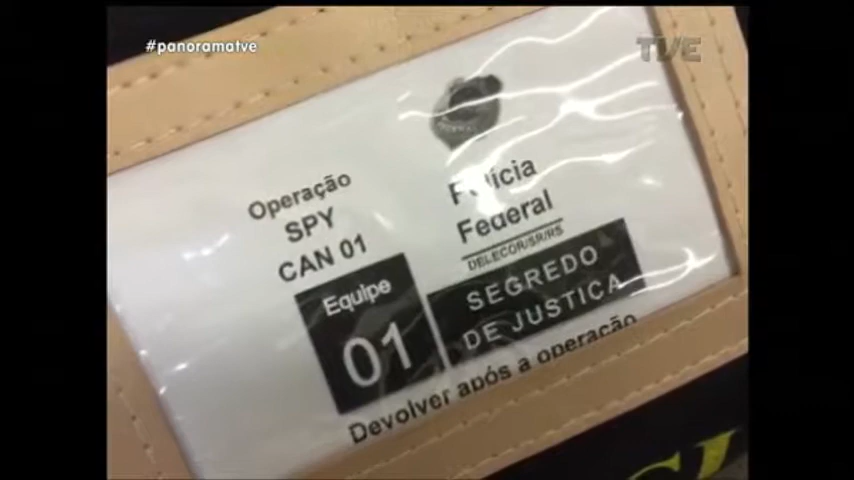 #panoramatve
TVE
Operação
SPY
CAN 01
Equipe
01
Polícia
Federal
DELECOR/SR/RS
SEGREDO
DE JUSTIÇA
Devolver após a operação